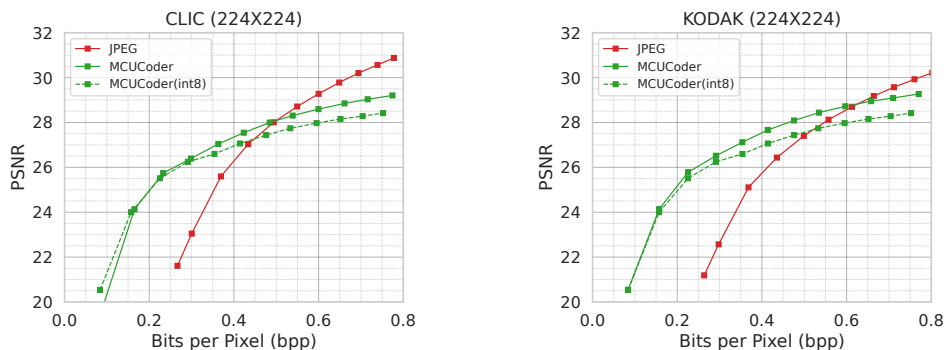 CLIC (224X224)
32
30
28
26
24
22
20
PSNR
JPEG
MCUCoder
MCUCoder(int8)
0.0 0.2 0.4 0.6 0.8
Bits per Pixel (bpp)
KODAK (224X224)
32
30
28
26
24
22
20
PSNR
JPEG
MCUCoder
MCUCoder(int8)
0.0 0.2 0.4 0.6 0.8
Bits per Pixel (bpp)